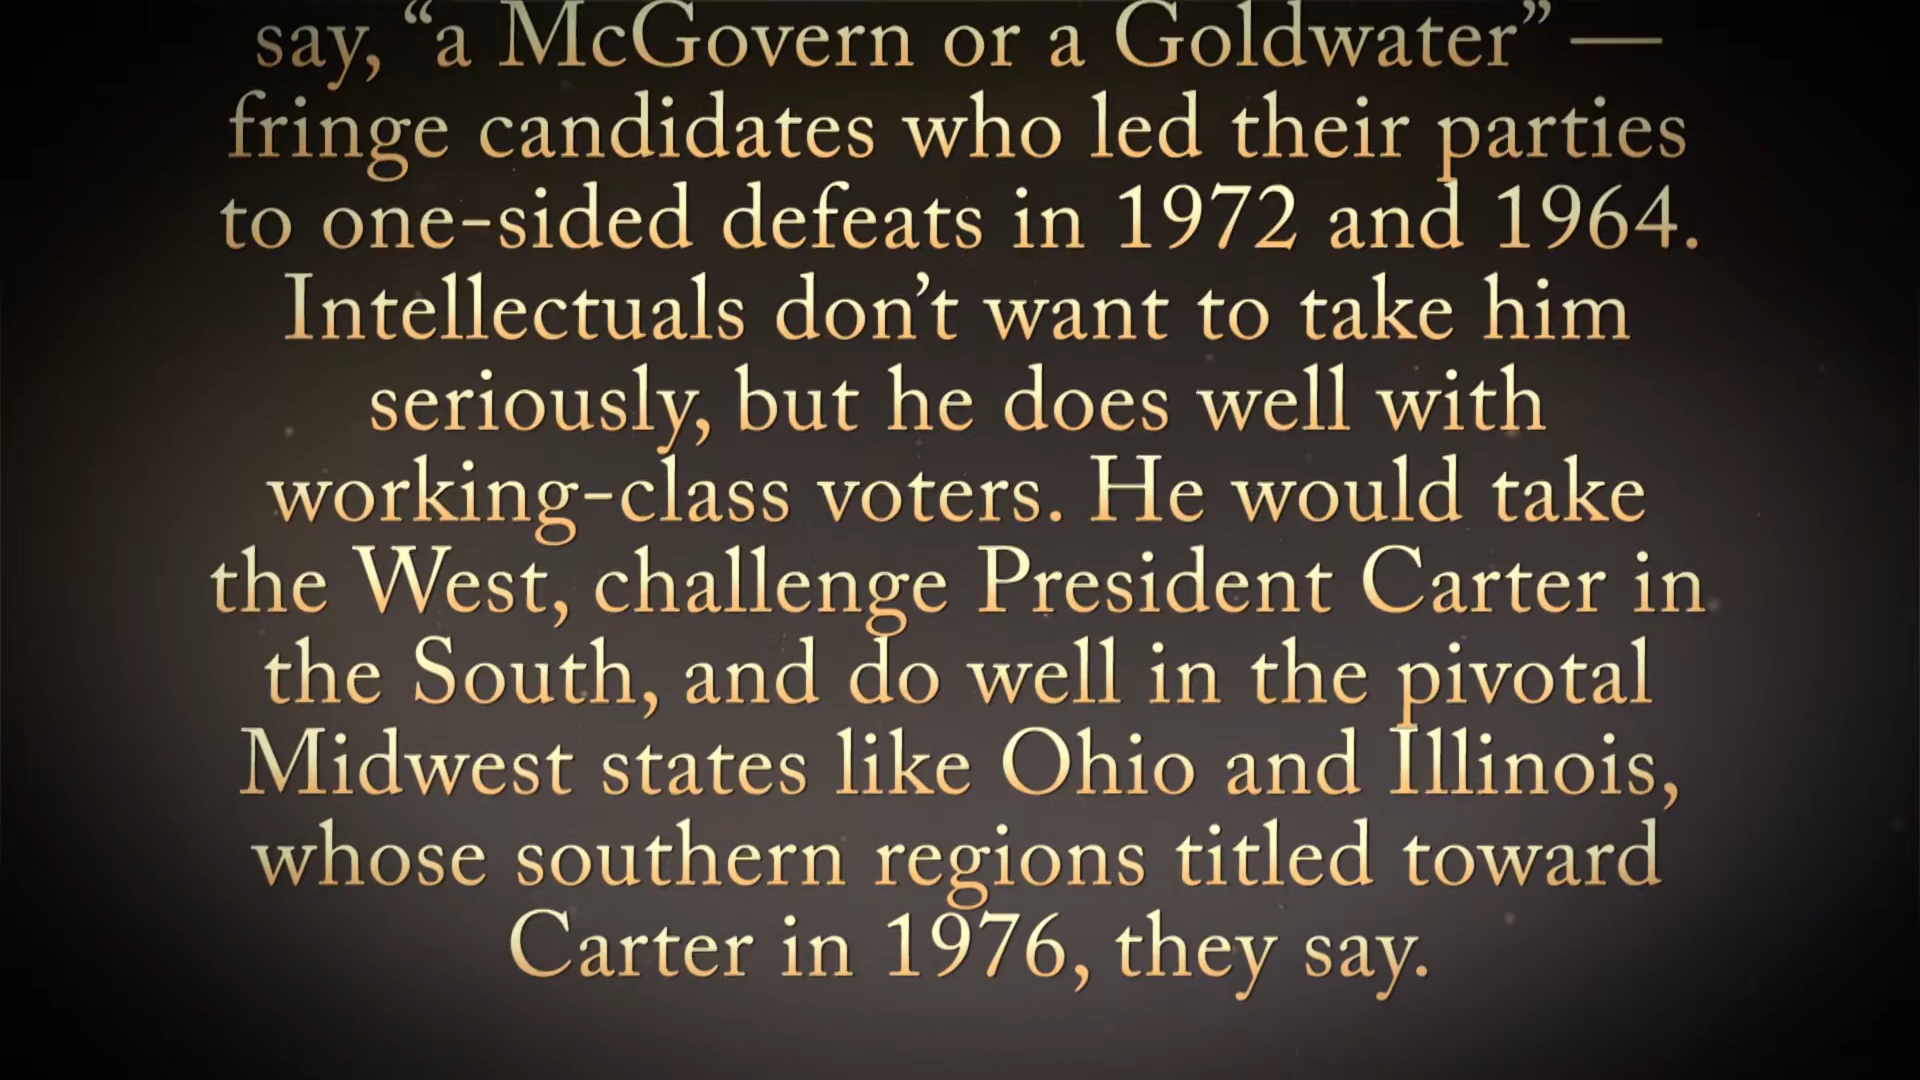 say, “a McGovern or a Goldwater” —
fringe candidates who led their parties
to one-sided defeats in 1972 and 1964.
Intellectuals don’t want to take him
seriously, but he does well with
working-class voters. He would take
the West, challenge President Carter in
the South, and do well in the pivotal
Midwest states like Ohio and Illinois,
whose southern regions titled toward
Carter in 1976, they say.